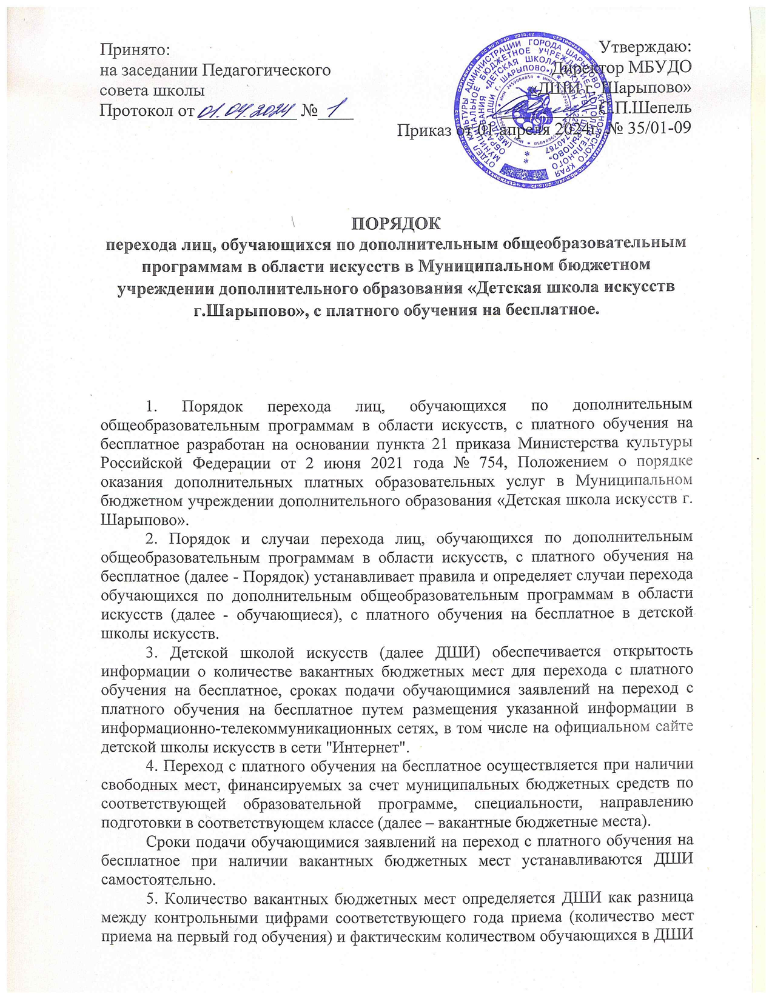 Принято:
на заседании Педагогического
совета школы
Протокол от 01.04.2024 № 1
Утверждаю:
Директор МБУДО
«ДШИ г. Шарыпово»
П.Шепель
Приказ от 01 апреля 2024г. № 35/01-09
ПОРЯДОК
перехода лиц, обучающихся по дополнительным общеобразовательным
программам в области искусств в Муниципальном бюджетном
учреждении дополнительного образования «Детская школа искусств
г.Шарыпово», с платного обучения на бесплатное.
1. Порядок перехода лиц, обучающихся по дополнительным
общеобразовательным программам в области искусств, с платного обучения на
бесплатное разработан на основании пункта 21 приказа Министерства культуры
Российской Федерации от 2 июня 2021 года № 754, Положением о порядке
оказания дополнительных платных образовательных услуг в Муниципальном
бюджетном учреждении дополнительного образования «Детская школа искусств г.
Шарыпово».
2. Порядок и случаи перехода лиц, обучающихся по дополнительным
общеобразовательным программам в области искусств, с платного обучения на
бесплатное (далее - Порядок) устанавливает правила и определяет случаи перехода
обучающихся по дополнительным общеобразовательным программам в области
искусств (далее - обучающиеся), с платного обучения на бесплатное в детской
школы искусств.
3. Детской школой искусств (далее ДШИ) обеспечивается открытость
информации о количестве вакантных бюджетных мест для перехода с платного
обучения на бесплатное, сроках подачи обучающимися заявлений на переход с
платного обучения на бесплатное путем размещения указанной информации в
информационно-телекоммуникационных сетях, в том числе на официальном сайте
детской школы искусств в сети "Интернет".
4. Переход с платного обучения на бесплатное осуществляется при наличии
свободных мест, финансируемых за счет муниципальных бюджетных средств по
соответствующей образовательной программе, специальности, направлению
подготовки в соответствующем классе (далее – вакантные бюджетные места).
Сроки подачи обучающимися заявлений на переход с платного обучения на
бесплатное при наличии вакантных бюджетных мест устанавливаются ДШИ
самостоятельно.
5. Количество вакантных бюджетных мест определяется ДШИ как разница
между контрольными цифрами соответствующего года приема (количество мест
приема на первый год обучения) и фактическим количеством обучающихся в ДШИ